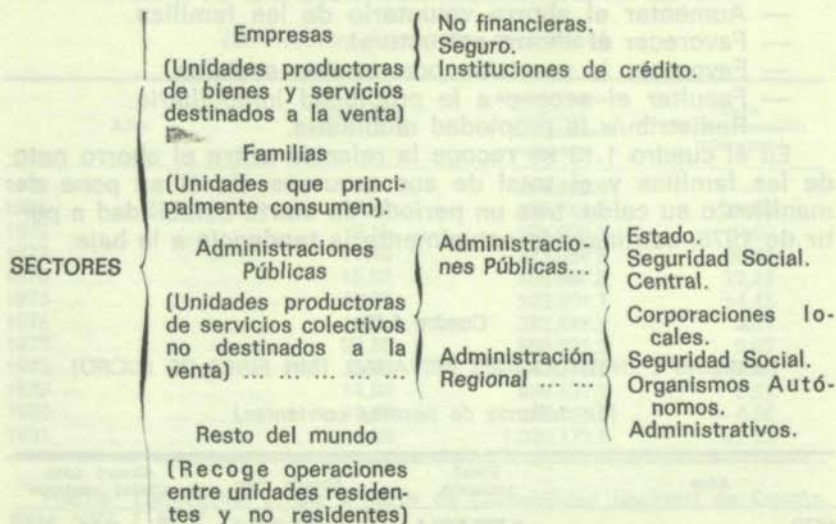 Empresas
(Unidades productoras
de bienes y servicios
destinados a la venta)
No financieras.
Seguro.
Instituciones de crédito.
Familias
(Unidades que princi-
palmente consumen).
SECTORES
Administraciones
Públicas
(Unidades productoras
de servicios colectivos
no destinados a la
venta) ... ... ... ... ...
Administracio-
nes Públicas...
Estado.
Seguridad Social.
Central.
Administración
Regional ... ...
Corporaciones lo-
cales.
Seguridad Social.
Organismos Autó-
nomos.
Administrativos.
Resto del mundo
(Recoge operaciones
entre unidades residen-
tes y no residentes)